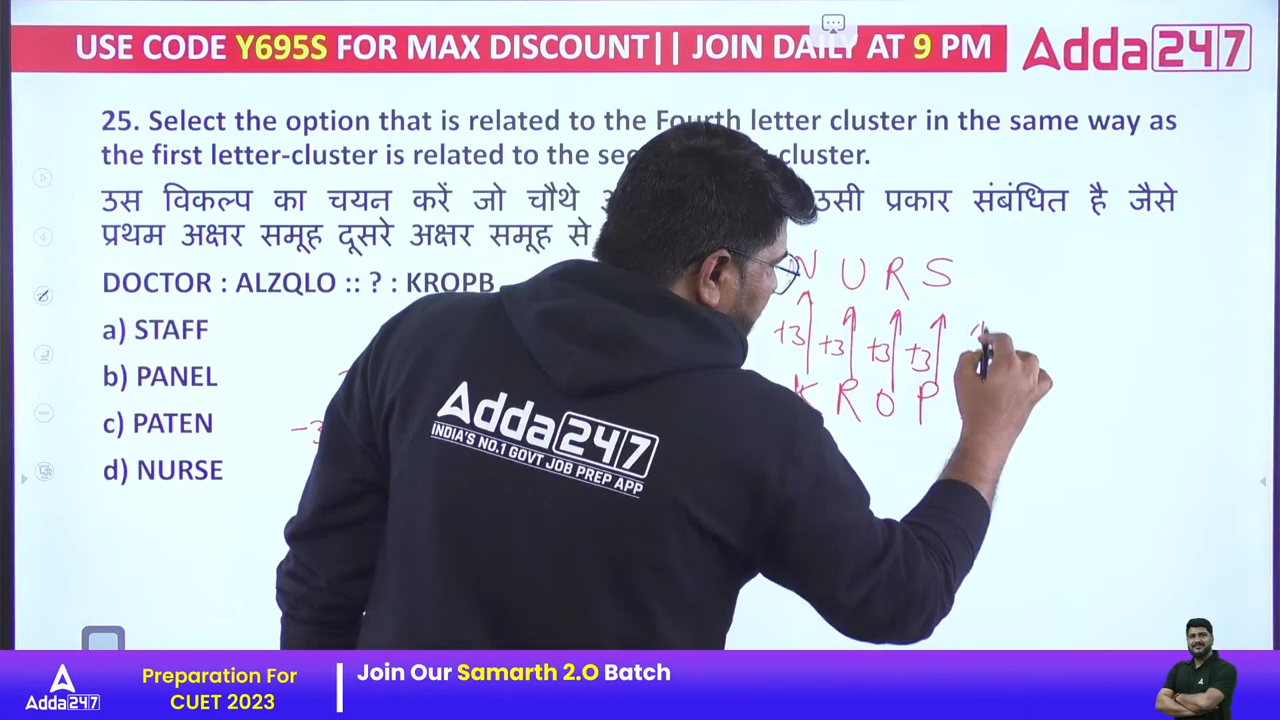 USE CODE Y695S FOR MAX DISCOUNT|| JOIN DAILY AT 9 PM
Adda247
25. Select the option that is related to the Fourth letter cluster in the same way as
the first letter-cluster is related to the cluster.
उस विकल्प का चयन करें जो चौथे उसी प्रकार संबंधित है जैसे
प्रथम अक्षर समूह दूसरे अक्षर समूह से
DOCTOR : ALZQLO :: ? : KROPB
a) STAFF
b) PANEL
c) PATEN
d) NURSE
N U R S
+3 +3 +3 +3
K R O P
-3
Adda247
INDIA'S NO.1 GOVT JOB PREP APP
Adda247
Preparation For
CUET 2023
Join Our Samarth 2.O Batch